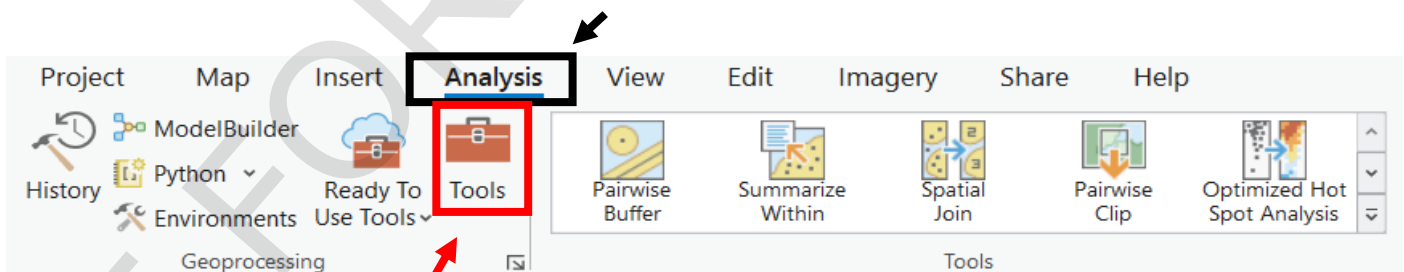 Project Map Insert Analysis View Edit Imagery Share Help
History
ModelBuilder
Python
Environments
Ready To
Use Tools
Tools
Geoprocessing
Pairwise
Buffer
Summarize
Within
Spatial
Join
Pairwise
Clip
Optimized Hot
Spot Analysis
Tools
FOR